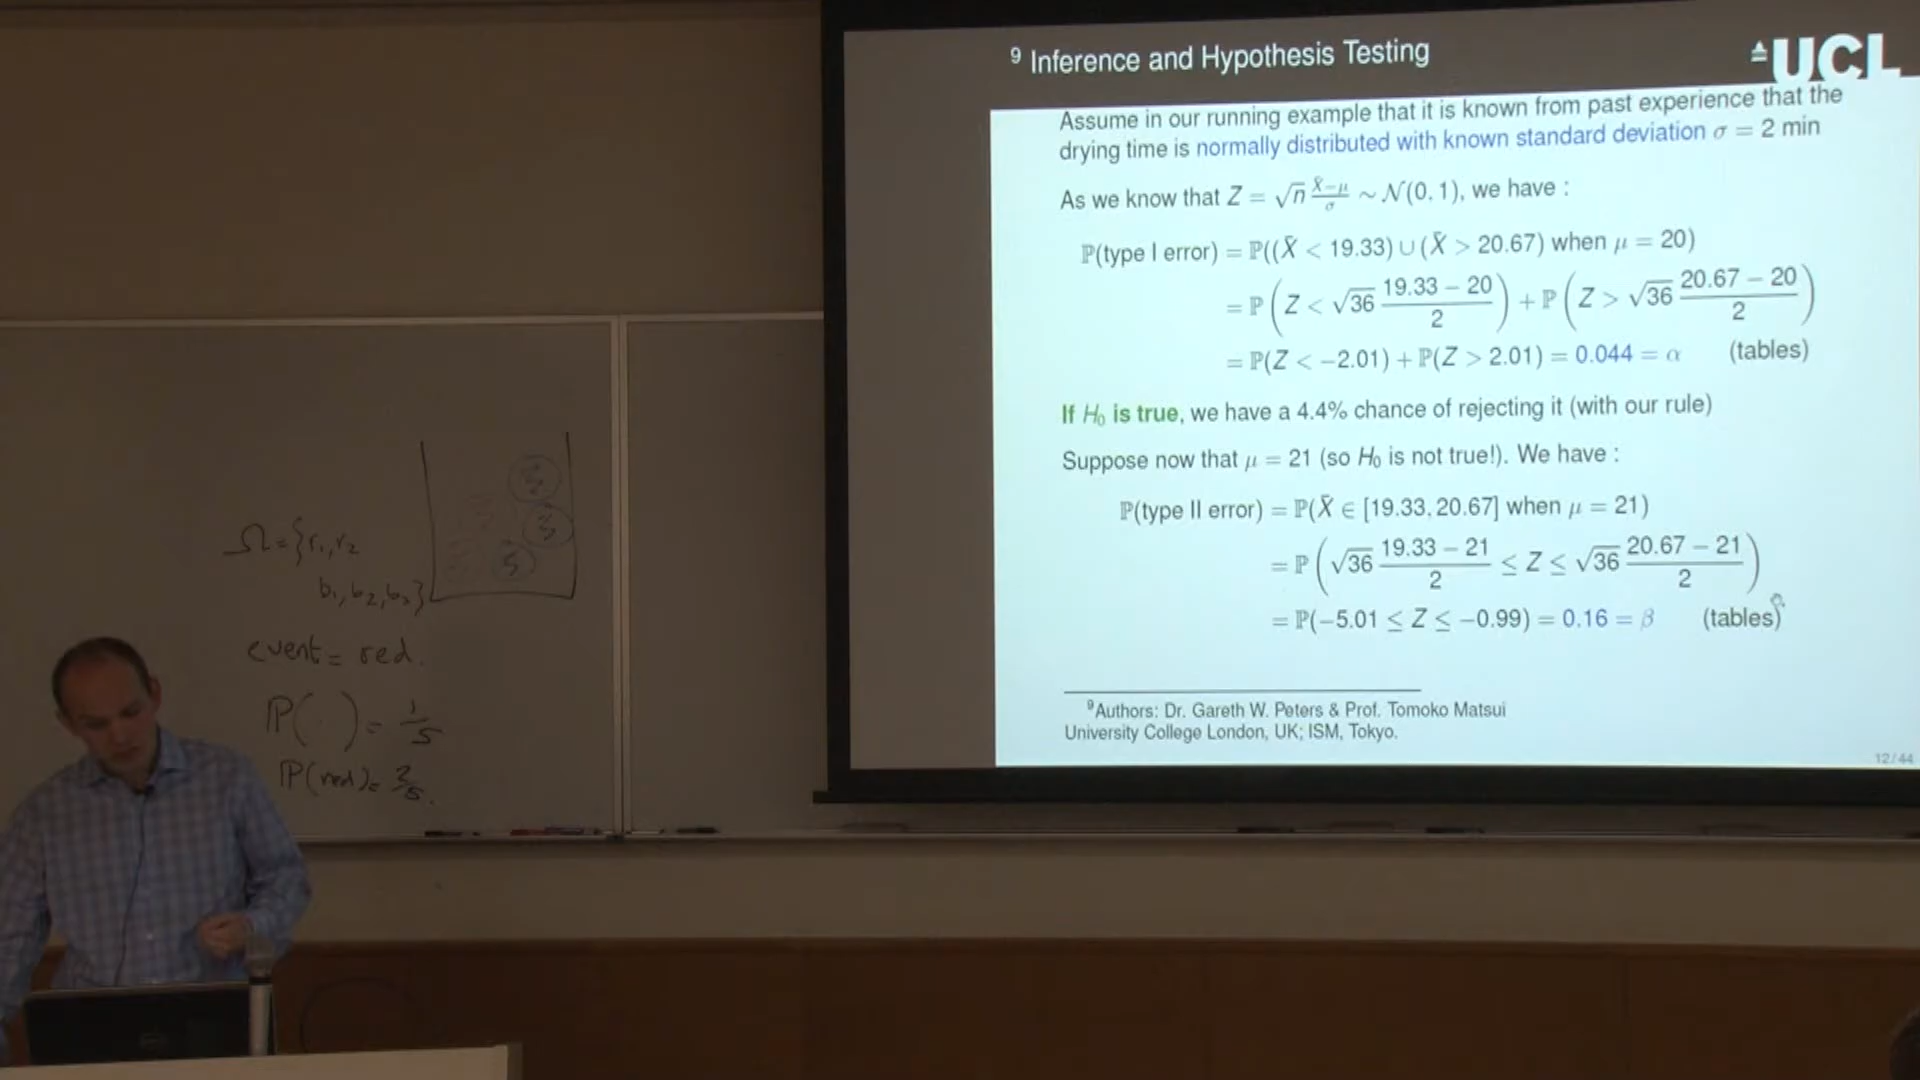 ⁹ Inference and Hypothesis Testing
UCL
Assume in our running example that it is known from past experience that the
drying time is normally distributed with known standard deviation σ = 2 min
As we know that Z = √n (X̄−μ)/σ ∼ N(0, 1), we have :
ℙ(type I error) = ℙ((X̄ < 19.33) ∪ (X̄ > 20.67) when μ = 20)
= ℙ(Z < √36 (19.33 − 20)/2) + ℙ(Z > √36 (20.67 − 20)/2)
= ℙ(Z < −2.01) + ℙ(Z > 2.01) = 0.044 = α (tables)
If H₀ is true, we have a 4.4% chance of rejecting it (with our rule)
Suppose now that μ = 21 (so H₀ is not true!). We have :
ℙ(type II error) = ℙ(X̄ ∈ [19.33, 20.67] when μ = 21)
= ℙ(√36 (19.33 − 21)/2 ≤ Z ≤ √36 (20.67 − 21)/2)
= ℙ(−5.01 ≤ Z ≤ −0.99) = 0.16 = β (tables)
⁹Authors: Dr. Gareth W. Peters & Prof. Tomoko Matsui
University College London, UK; ISM, Tokyo.
12/44
Ω={r₁,r₂
b₁,b₂,b₃}
event= red.
ℙ( )= 1/5
ℙ(red)= 2/5.